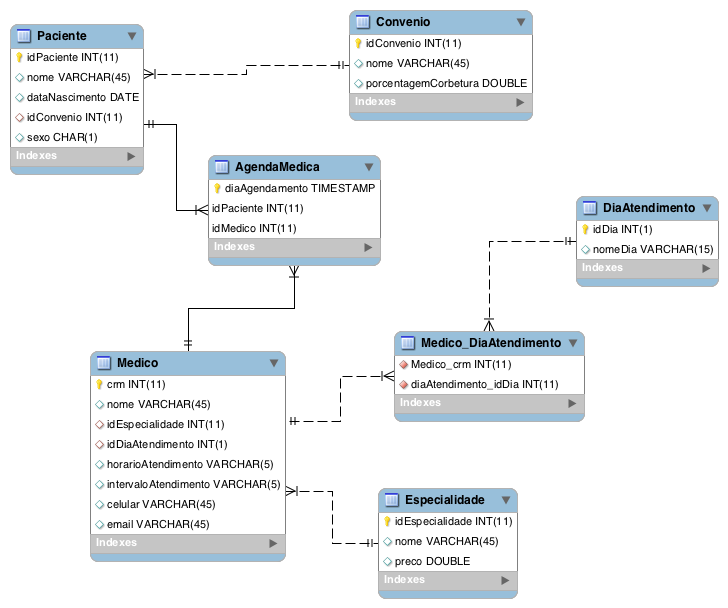 Paciente
idPaciente INT(11)
nome VARCHAR(45)
dataNascimento DATE
idConvenio INT(11)
sexo CHAR(1)
Indexes
Convenio
idConvenio INT(11)
nome VARCHAR(45)
porcentagemCorbetura DOUBLE
Indexes
AgendaMedica
diaAgendamento TIMESTAMP
idPaciente INT(11)
idMedico INT(11)
Indexes
DiaAtendimento
idDia INT(1)
nomeDia VARCHAR(15)
Indexes
Medico_DiaAtendimento
Medico_crm INT(11)
diaAtendimento_idDia INT(11)
Indexes
Medico
crm INT(11)
nome VARCHAR(45)
idEspecialidade INT(11)
idDiaAtendimento INT(1)
horarioAtendimento VARCHAR(5)
intervaloAtendimento VARCHAR(5)
celular VARCHAR(45)
email VARCHAR(45)
Indexes
Especialidade
idEspecialidade INT(11)
nome VARCHAR(45)
preco DOUBLE
Indexes